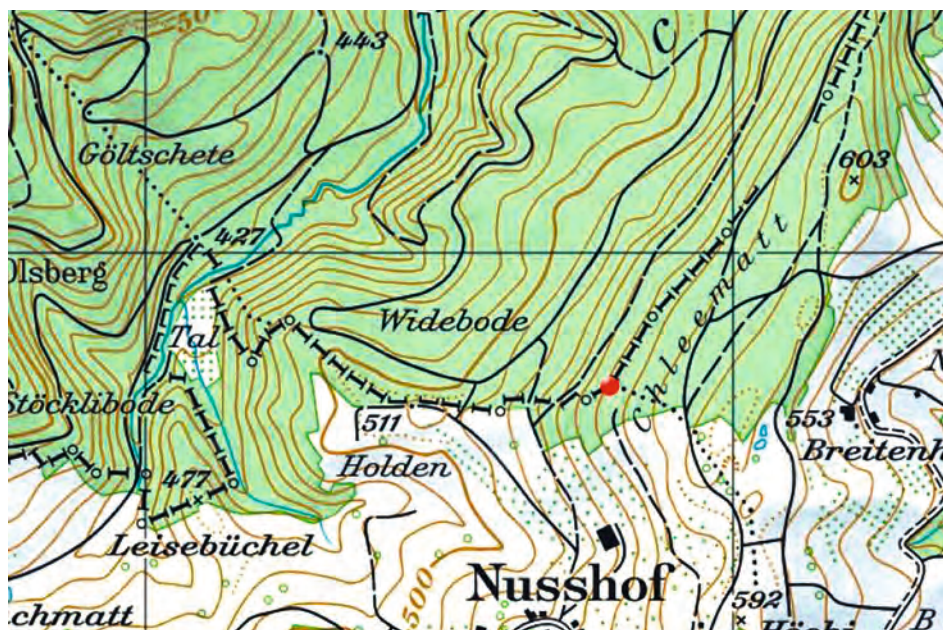 500
443
C
Göltschete
603
427
Olsberg
Chleematt
Widebode
Tal
Stöcklibode
511
553
Breitenh
Holden
477
Leisebüchel
500
Nusshof
592
chmatt
B